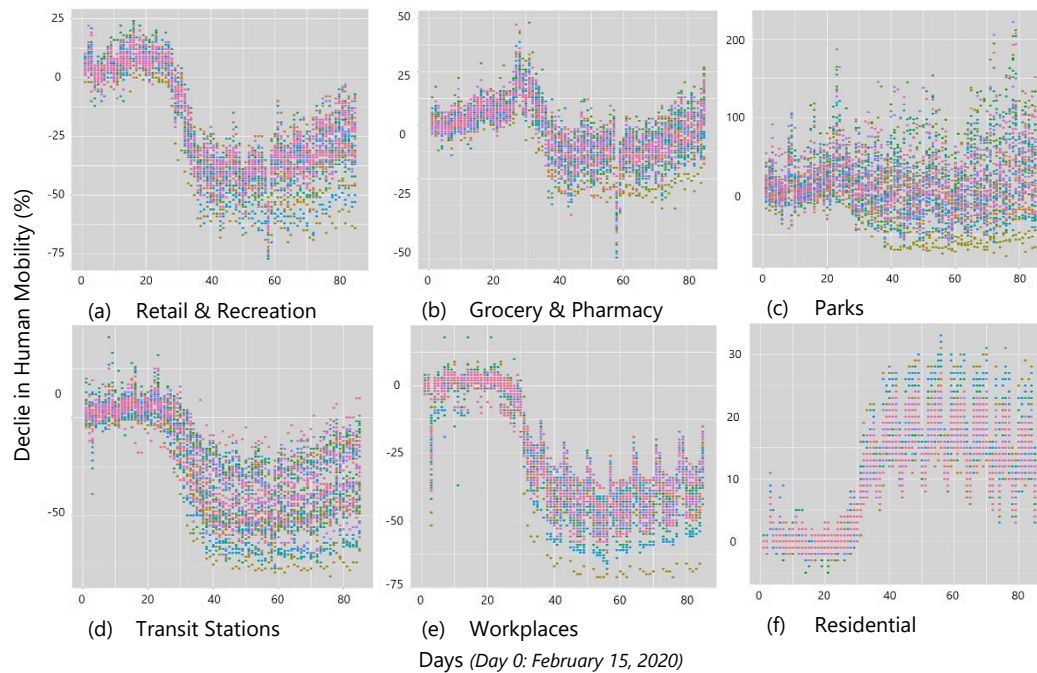 Declie in Human Mobility (%)
25
0
-25
-50
-75
0 20 40 60 80
(a) Retail & Recreation
50
25
0
-25
-50
0 20 40 60 80
(b) Grocery & Pharmacy
200
100
0
0 20 40 60 80
(c) Parks
0
-50
0 20 40 60 80
(d) Transit Stations
0
-25
-50
-75
0 20 40 60 80
(e) Workplaces
30
20
10
0
0 20 40 60 80
(f) Residential
Days (Day 0: February 15, 2020)